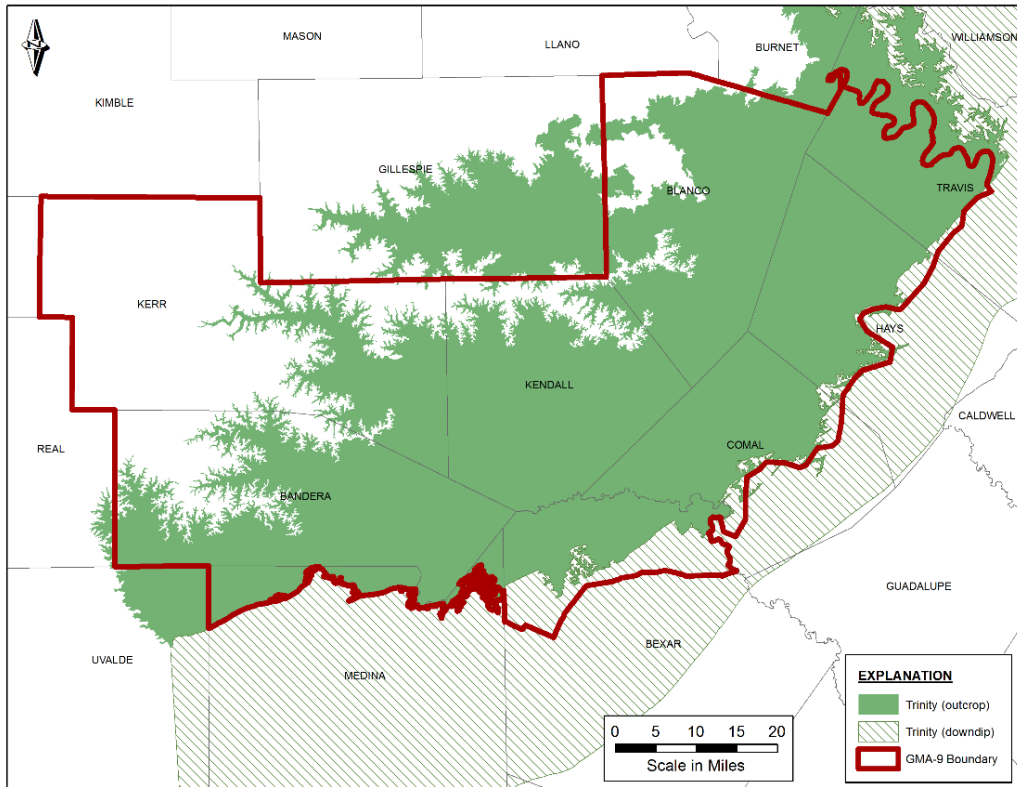 MASON
LLANO
BURNET
WILLIAMSON
KIMBLE
GILLESPIE
BLANCO
TRAVIS
KERR
HAYS
KENDALL
CALDWELL
REAL
COMAL
BANDERA
GUADALUPE
BEXAR
UVALDE
MEDINA
EXPLANATION
Trinity (outcrop)
Trinity (downdip)
GMA-9 Boundary
0 5 10 15 20
Scale in Miles